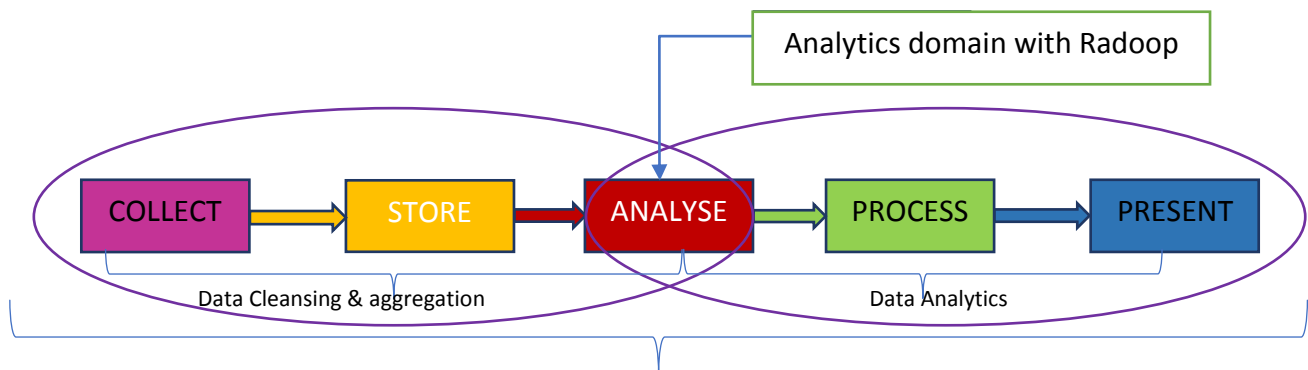 Analytics domain with Radoop
COLLECT
STORE
ANALYSE
PROCESS
PRESENT
Data Cleansing & aggregation
Data Analytics